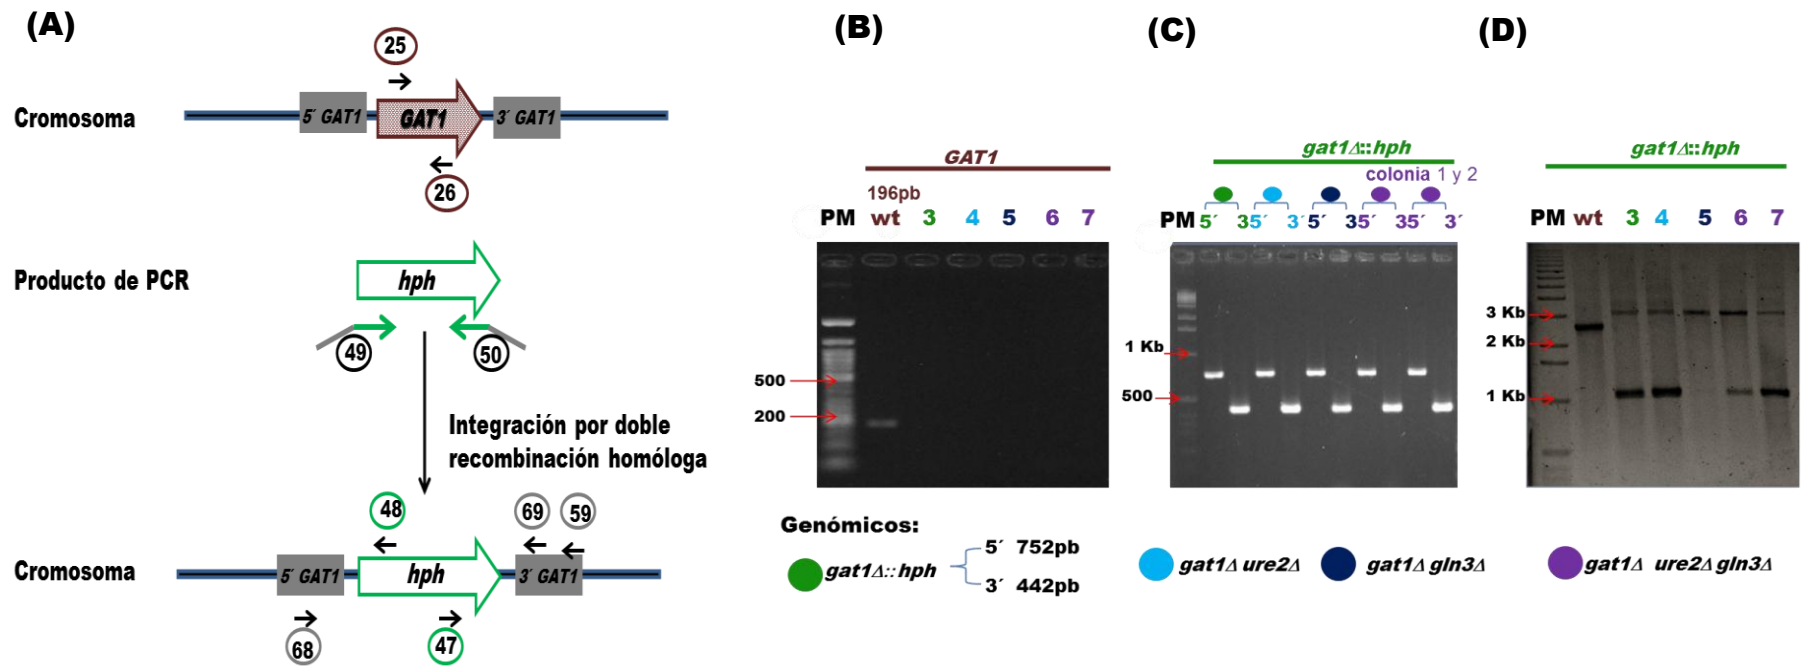 (A)
25
Cromosoma
5´ GAT1
GAT1
3´ GAT1
26
Producto de PCR
hph
49
50
Integración por doble
recombinación homóloga
48
69
59
Cromosoma
5´ GAT1
hph
3´ GAT1
68
47
(B)
GAT1
196pb
PM wt 3 4 5 6 7
500
200
Genómicos:
gat1Δ::hph
5´ 752pb
3´ 442pb
(C)
gat1Δ::hph
colonia 1 y 2
PM 5´ 3 5´ 3´ 5´ 3 5´ 3 5´ 3´
1 Kb
500
gat1Δ ure2Δ
gat1Δ gln3Δ
(D)
gat1Δ::hph
PM wt 3 4 5 6 7
3 Kb
2 Kb
1 Kb
gat1Δ ure2Δ gln3Δ